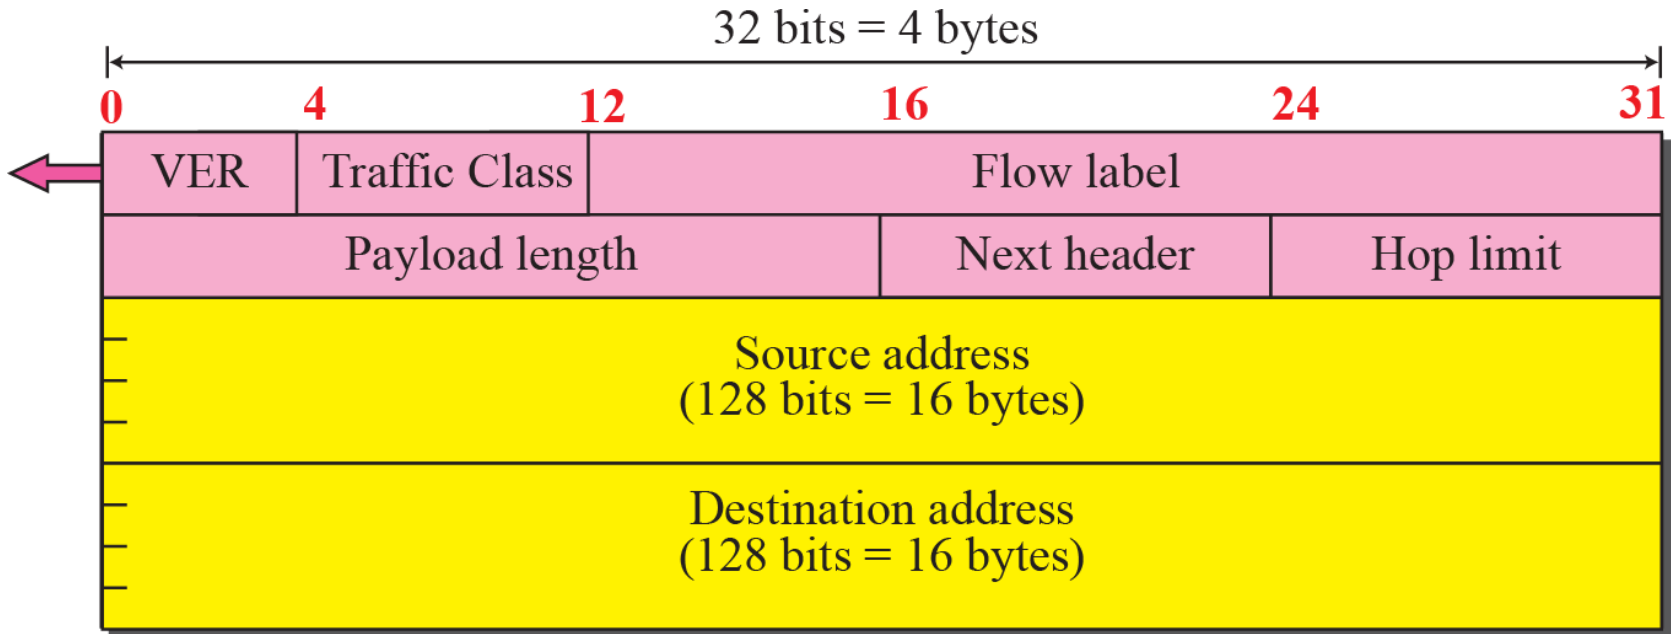 32 bits = 4 bytes
0 4 12 16 24 31
VER Traffic Class Flow label
Payload length Next header Hop limit
Source address
(128 bits = 16 bytes)
Destination address
(128 bits = 16 bytes)